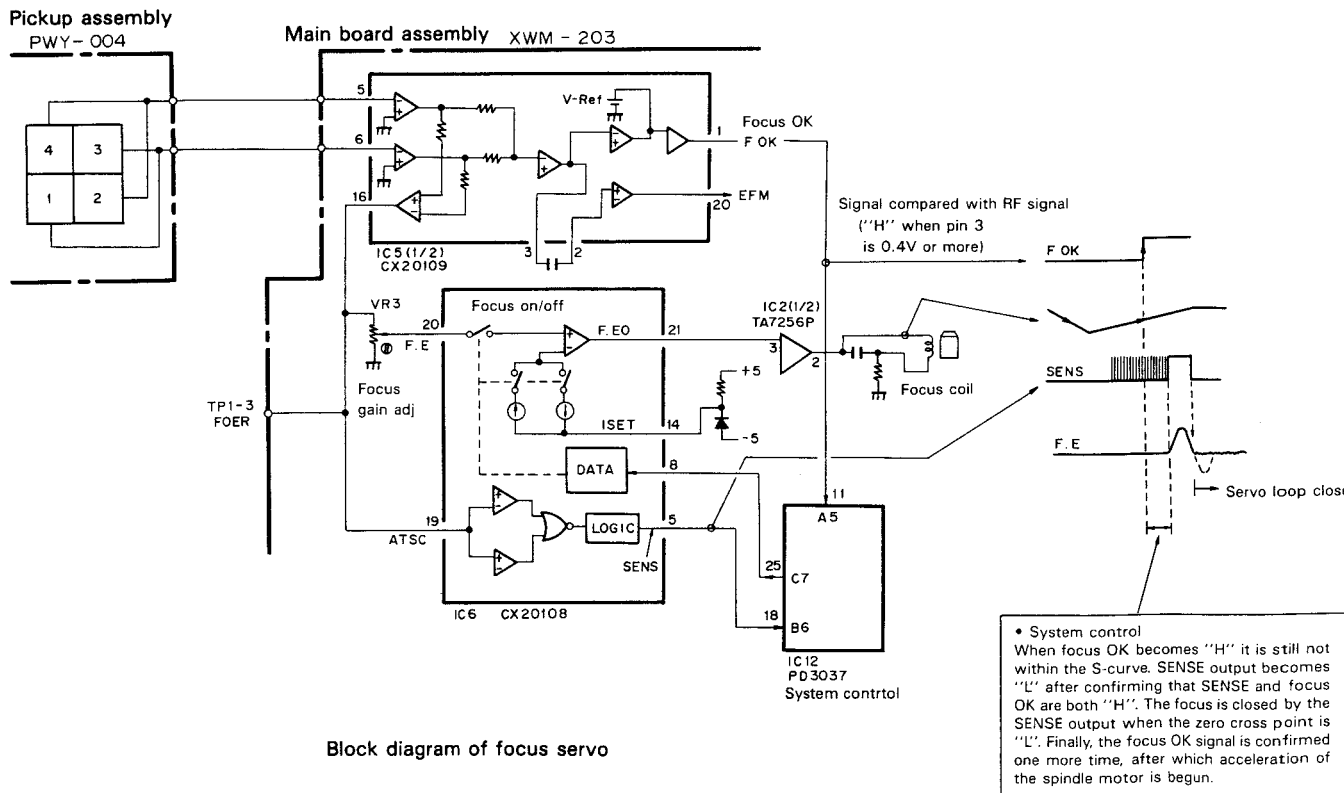 Pickup assembly
PWY-004
Main board assembly XWM-203
4 3
1 2
5
6
16
V-Ref
1
Focus OK
F OK
20
EFM
3 2
IC5(1/2)
CX20109
Signal compared with RF signal
("H" when pin 3
is 0.4V or more)
F OK
VR3
Focus on/off
20
F.E
F.EO
21
IC2(1/2)
TA7256P
3
2
Focus coil
SENS
Focus
gain adj
+5
-5
ISET
14
TP1-3
FOER
F.E
DATA
8
11
A5
Servo loop close
19
ATSC
LOGIC
5
SENS
25
C7
18
B6
IC6 CX20108
IC12
PD3037
System contrtol
• System control
When focus OK becomes "H" it is still not
within the S-curve. SENSE output becomes
"L" after confirming that SENSE and focus
OK are both "H". The focus is closed by the
SENSE output when the zero cross point is
"L". Finally, the focus OK signal is confirmed
one more time, after which acceleration of
the spindle motor is begun.
Block diagram of focus servo